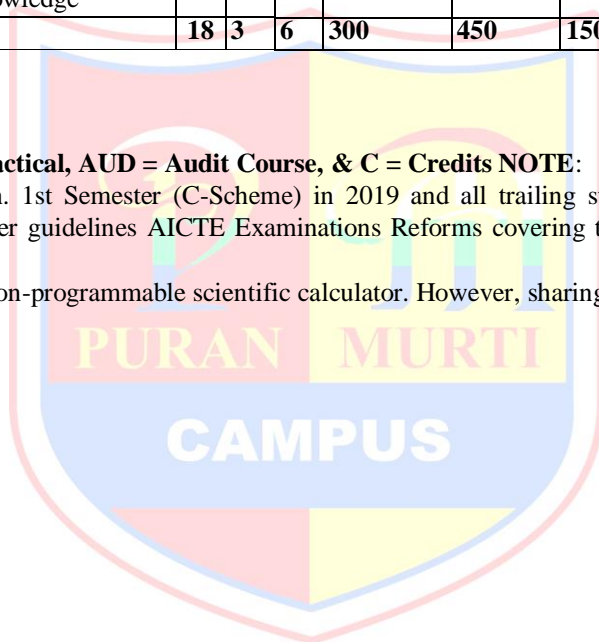 owledge
18 3 6 300 450 150
actical, AUD = Audit Course, & C = Credits NOTE:
. 1st Semester (C-Scheme) in 2019 and all trailing s
er guidelines AICTE Examinations Reforms covering t
on-programmable scientific calculator. However, sharing
PURAN MURTI
CAMPUS